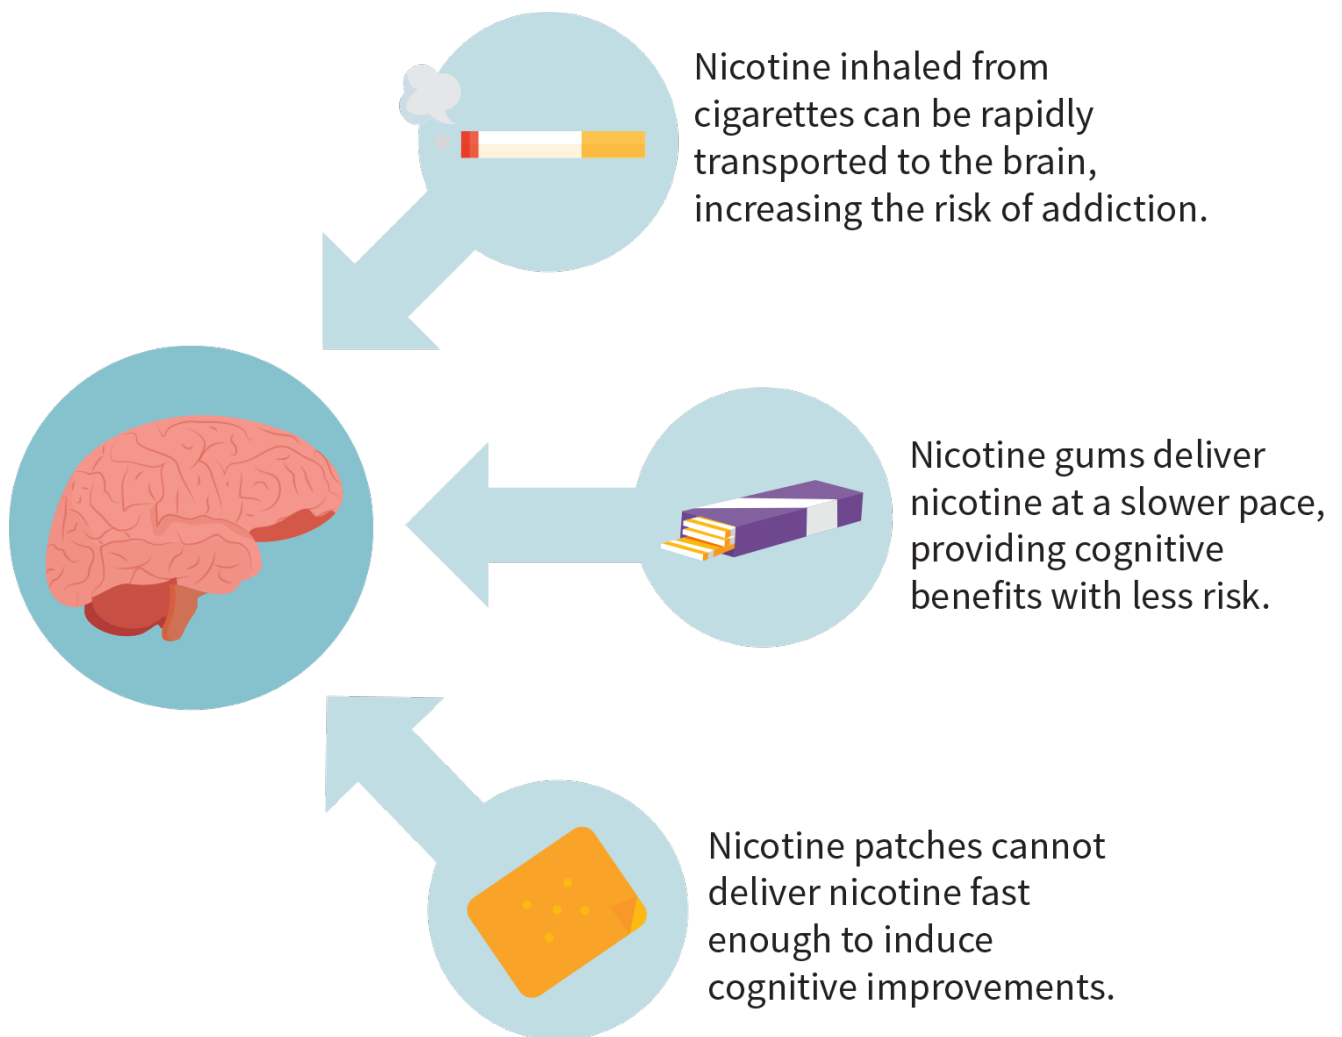 Nicotine inhaled from
cigarettes can be rapidly
transported to the brain,
increasing the risk of addiction.
Nicotine gums deliver
nicotine at a slower pace,
providing cognitive
benefits with less risk.
Nicotine patches cannot
deliver nicotine fast
enough to induce
cognitive improvements.